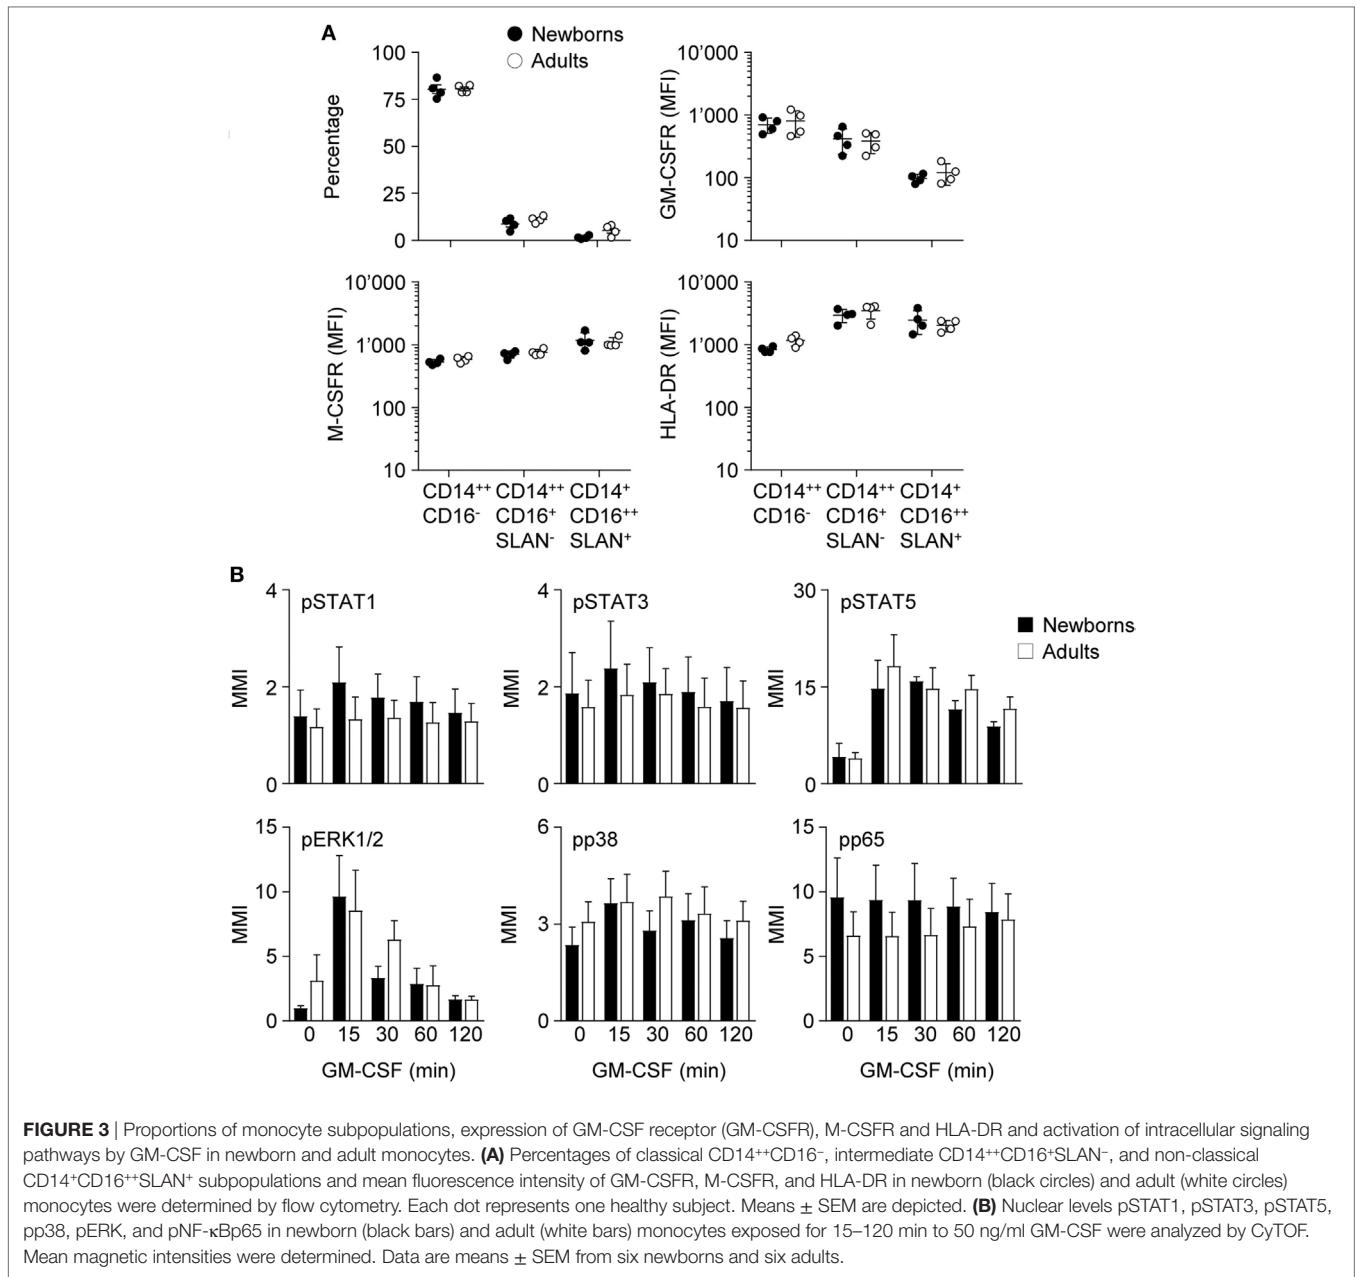 A
Newborns
Adults
100
75
50
25
0
Percentage
10’000
1’000
100
10
GM-CSFR (MFI)
10’000
1’000
100
10
M-CSFR (MFI)
10’000
1’000
100
10
HLA-DR (MFI)
CD14++ CD14++ CD14+
CD16- CD16+ CD16++
SLAN- SLAN+
CD14++ CD14++ CD14+
CD16- CD16+ CD16++
SLAN- SLAN+
B
4
2
0
MMI
pSTAT1
4
2
0
MMI
pSTAT3
30
15
0
MMI
pSTAT5
Newborns
Adults
15
10
5
0
MMI
pERK1/2
0 15 30 60 120
GM-CSF (min)
6
3
0
MMI
pp38
0 15 30 60 120
GM-CSF (min)
15
10
5
0
MMI
pp65
0 15 30 60 120
GM-CSF (min)
FIGURE 3 | Proportions of monocyte subpopulations, expression of GM-CSF receptor (GM-CSFR), M-CSFR and HLA-DR and activation of intracellular signaling
pathways by GM-CSF in newborn and adult monocytes. (A) Percentages of classical CD14++CD16−, intermediate CD14++CD16+SLAN−, and non-classical
CD14+CD16++SLAN+ subpopulations and mean fluorescence intensity of GM-CSFR, M-CSFR, and HLA-DR in newborn (black circles) and adult (white circles)
monocytes were determined by flow cytometry. Each dot represents one healthy subject. Means ± SEM are depicted. (B) Nuclear levels pSTAT1, pSTAT3, pSTAT5,
pp38, pERK, and pNF-κBp65 in newborn (black bars) and adult (white bars) monocytes exposed for 15–120 min to 50 ng/ml GM-CSF were analyzed by CyTOF.
Mean magnetic intensities were determined. Data are means ± SEM from six newborns and six adults.